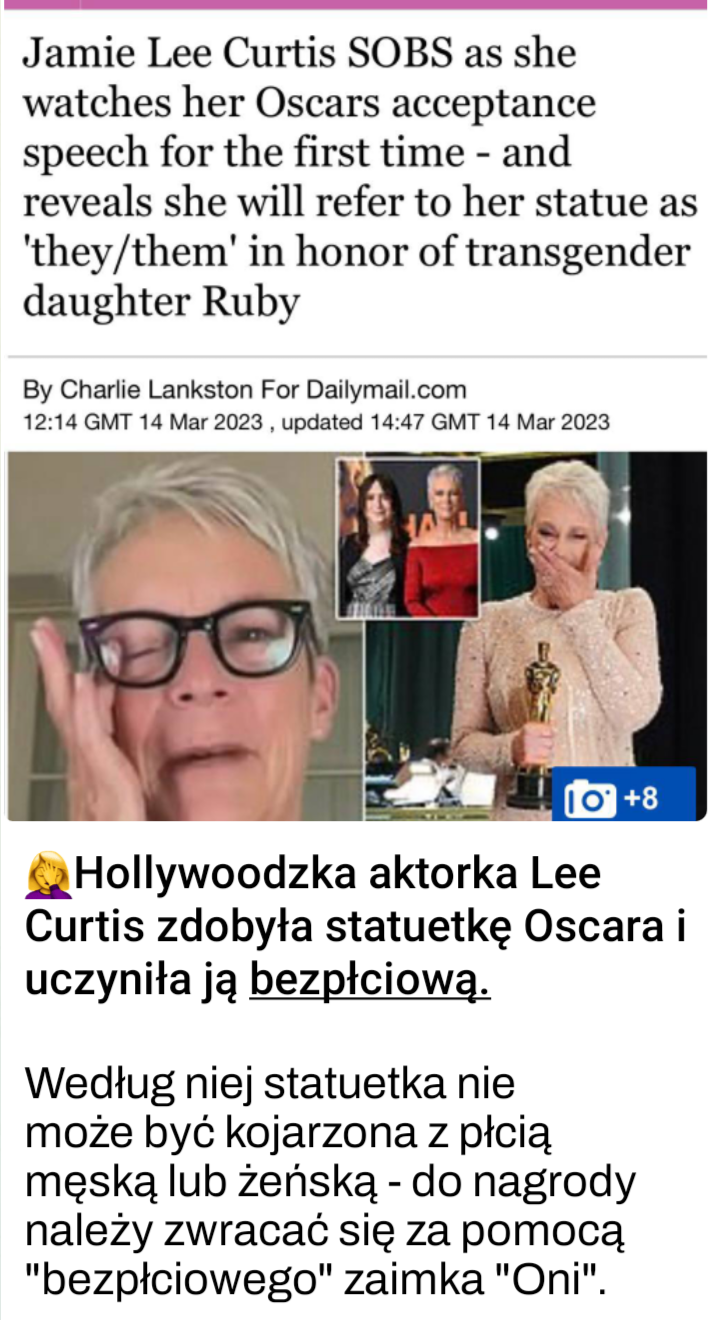 Jamie Lee Curtis SOBS as she
watches her Oscars acceptance
speech for the first time - and
reveals she will refer to her statue as
'they/them' in honor of transgender
daughter Ruby
By Charlie Lankston For Dailymail.com
12:14 GMT 14 Mar 2023 , updated 14:47 GMT 14 Mar 2023
+8
🤦‍♀️Hollywoodzka aktorka Lee
Curtis zdobyła statuetkę Oscara i
uczyniła ją bezpłciową.
Według niej statuetka nie
może być kojarzona z płcią
męską lub żeńską - do nagrody
należy zwracać się za pomocą
"bezpłciowego" zaimka "Oni".